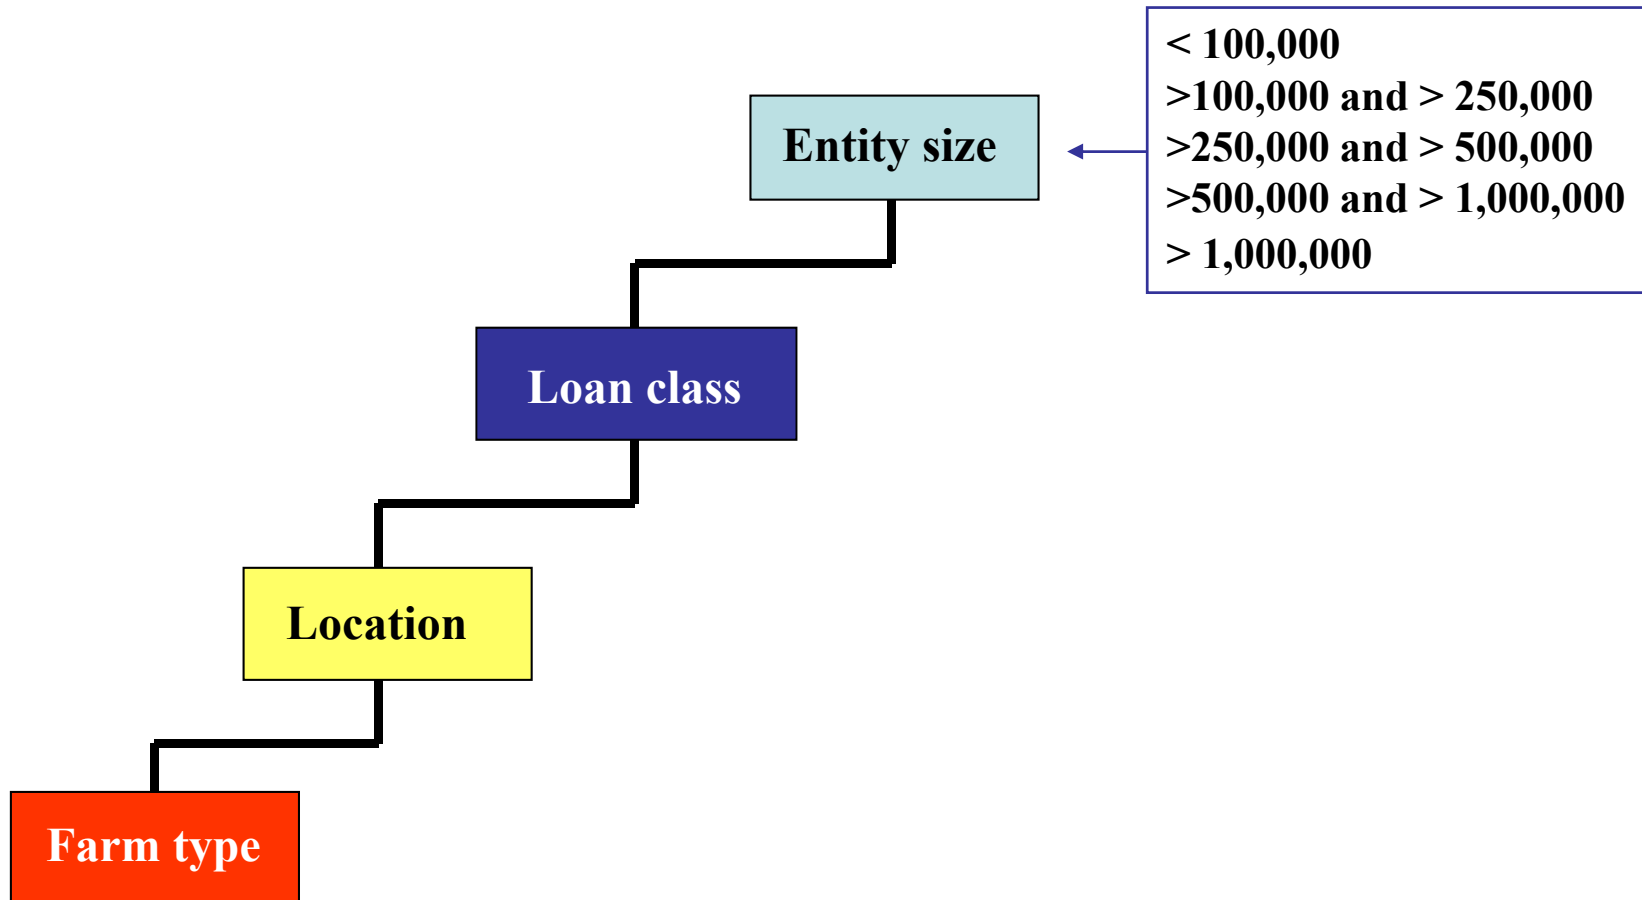 < 100,000
>100,000 and > 250,000
>250,000 and > 500,000
>500,000 and > 1,000,000
> 1,000,000
Entity size
Loan class
Location
Farm type